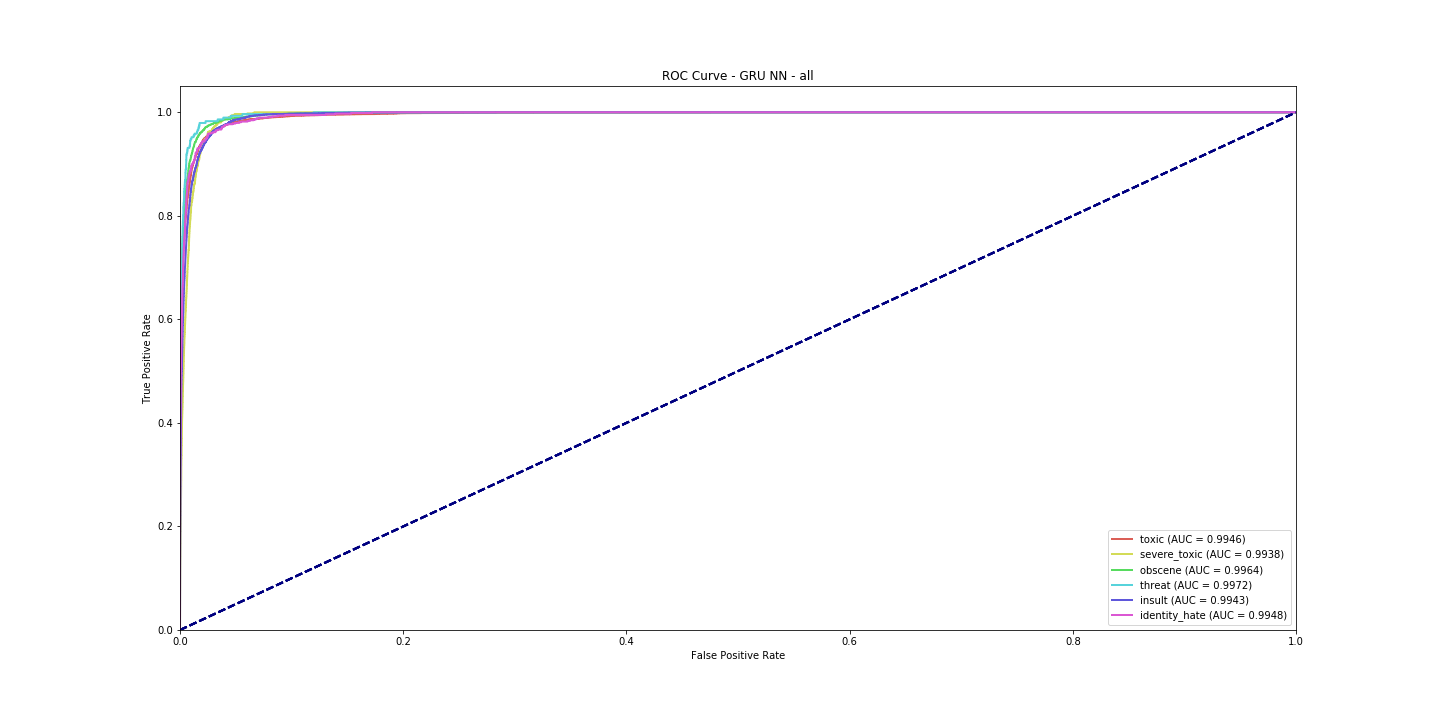 ROC Curve - GRU NN - all
1.0
0.8
0.6
0.4
0.2
0.0
True Positive Rate
0.0 0.2 0.4 0.6 0.8 1.0
False Positive Rate
toxic (AUC = 0.9946)
severe_toxic (AUC = 0.9938)
obscene (AUC = 0.9964)
threat (AUC = 0.9972)
insult (AUC = 0.9943)
identity_hate (AUC = 0.9948)